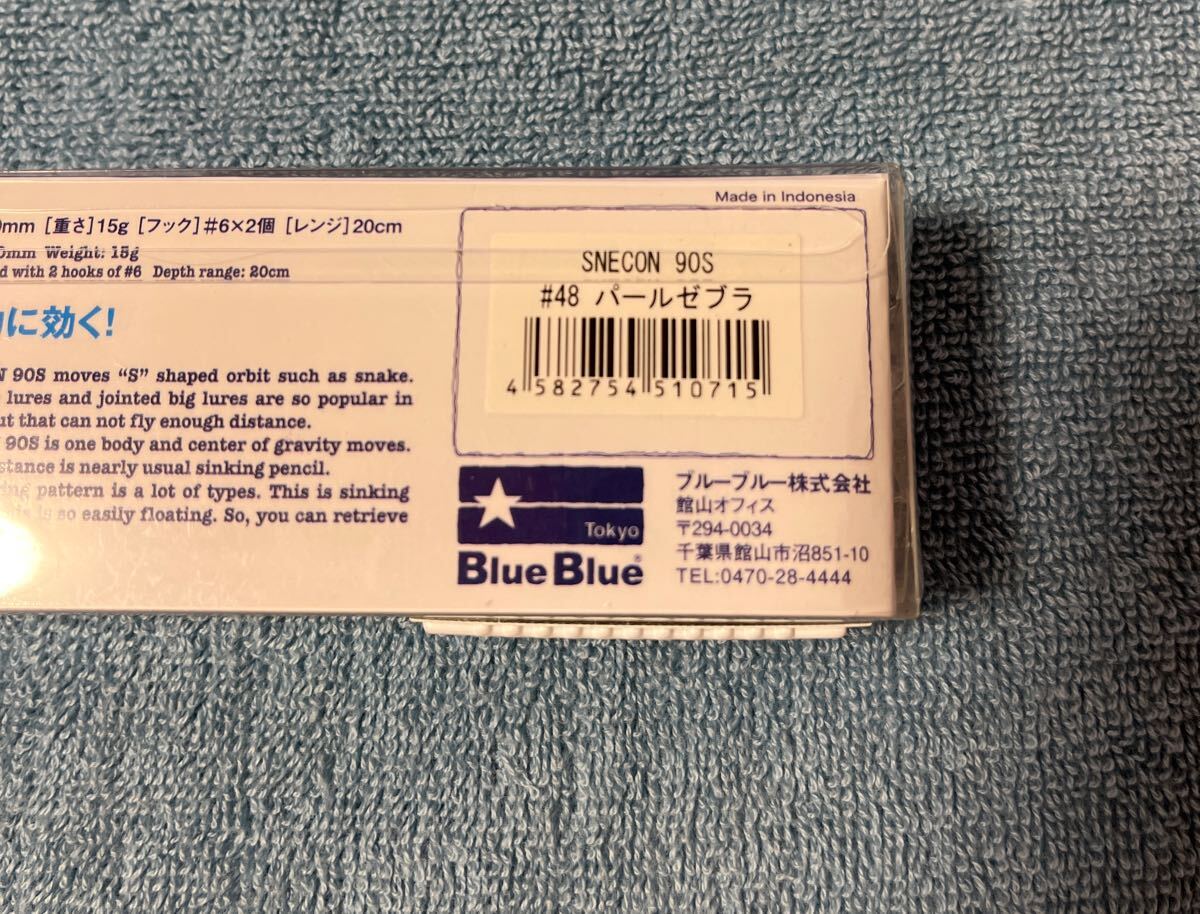 Made in Indonesia
mm [重さ]15g [フック]#6×2個 [レンジ]20cm
0mm Weight: 15g
d with 2 hooks of #6 Depth range: 20cm
に効く!
SNECON 90S
#48 パールゼブラ
4582754510715
N 90S moves “S” shaped orbit such as snake.
lures and jointed big lures are so popular in
ut that can not fly enough distance.
90S is one body and center of gravity moves.
stance is nearly usual sinking pencil.
ing pattern is a lot of types. This is sinking
is so easily floating. So, you can retrieve
Tokyo
BlueBlue®
ブルーブルー株式会社
館山オフィス
〒294-0034
千葉県館山市沼851-10
TEL:0470-28-4444